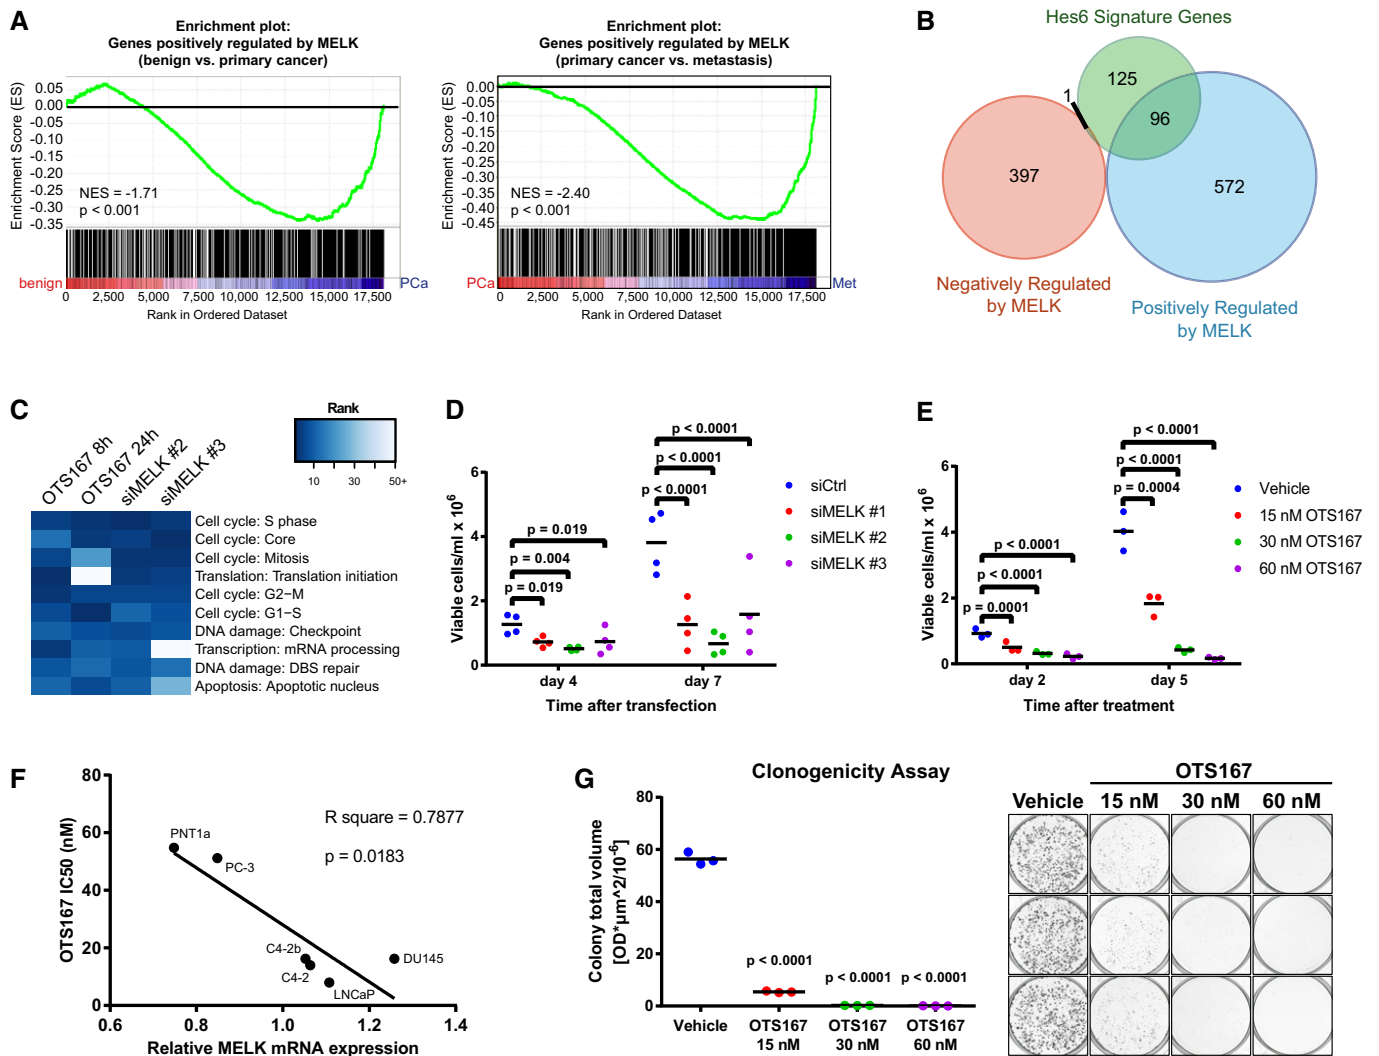 A
Enrichment plot:
Genes positively regulated by MELK
(benign vs. primary cancer)
Enrichment Score (ES)
0.05
0.00
-0.05
-0.10
-0.15
-0.20
-0.25
-0.30
-0.35
NES = -1.71
p < 0.001
benign
PCa
0
2,500
5,000
7,500
10,000
12,500
15,000
17,500
Rank in Ordered Dataset
Enrichment plot:
Genes positively regulated by MELK
(primary cancer vs. metastasis)
Enrichment Score (ES)
0.00
-0.05
-0.10
-0.15
-0.20
-0.25
-0.30
-0.35
-0.40
-0.45
NES = -2.40
p < 0.001
PCa
Met
0
2,500
5,000
7,500
10,000
12,500
15,000
17,500
Rank in Ordered Dataset
B
Hes6 Signature Genes
125
1
96
397
572
Negatively Regulated
by MELK
Positively Regulated
by MELK
C
Rank
10
30
50+
OTS167 8h
OTS167 24h
siMELK #2
siMELK #3
Cell cycle: S phase
Cell cycle: Core
Cell cycle: Mitosis
Translation: Translation initiation
Cell cycle: G2−M
Cell cycle: G1−S
DNA damage: Checkpoint
Transcription: mRNA processing
DNA damage: DBS repair
Apoptosis: Apoptotic nucleus
D
Viable cells/ml x 10^6
6
4
2
0
p = 0.019
p = 0.004
p = 0.019
p < 0.0001
p < 0.0001
p < 0.0001
day 4
day 7
Time after transfection
siCtrl
siMELK #1
siMELK #2
siMELK #3
E
Viable cells/ml x 10^6
6
4
2
0
p < 0.0001
p < 0.0001
p = 0.0001
p < 0.0001
p < 0.0001
p = 0.0004
day 2
day 5
Time after treatment
Vehicle
15 nM OTS167
30 nM OTS167
60 nM OTS167
F
OTS167 IC50 (nM)
80
60
40
20
0
PNT1a
PC-3
C4-2b
C4-2
LNCaP
DU145
R square = 0.7877
p = 0.0183
0.6
0.8
1.0
1.2
1.4
Relative MELK mRNA expression
G
Clonogenicity Assay
Colony total volume
[OD*µm^2/10^-6]
80
60
40
20
0
p < 0.0001
p < 0.0001
p < 0.0001
Vehicle
OTS167
15 nM
OTS167
30 nM
OTS167
60 nM
OTS167
Vehicle
15 nM
30 nM
60 nM